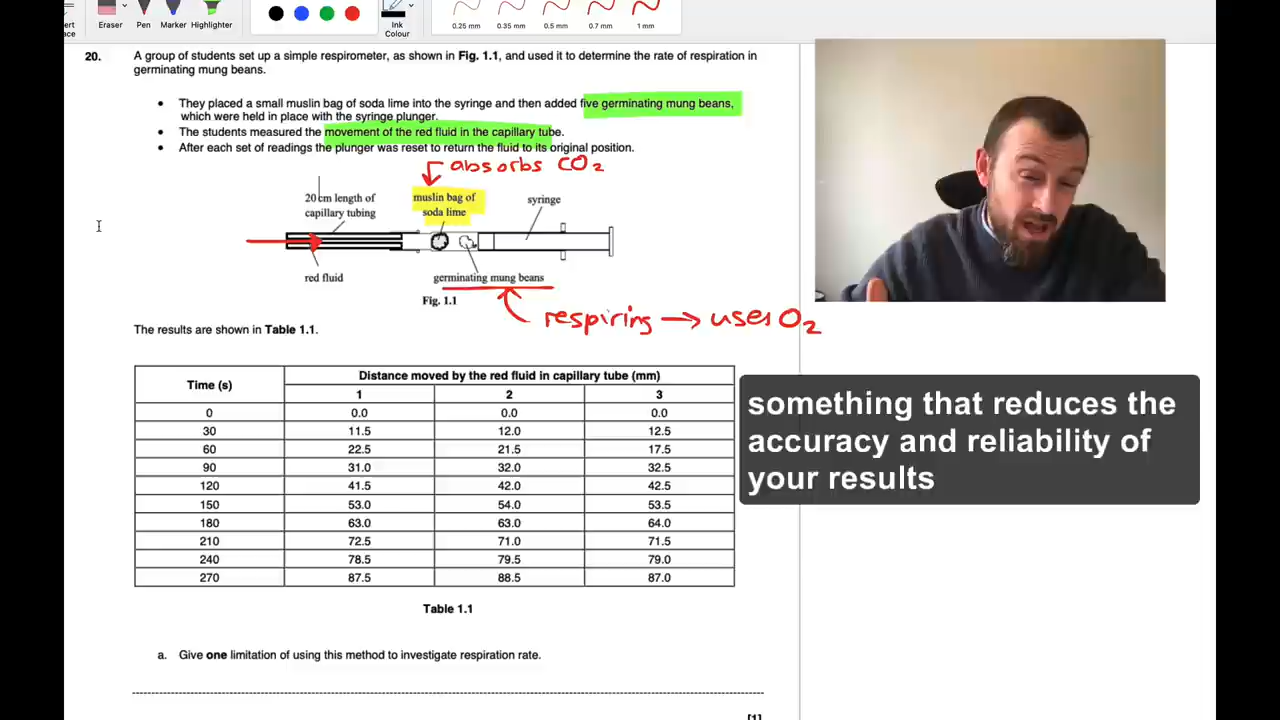 Eraser Pen Marker Highlighter
Ink
Colour
0.25 mm 0.35 mm 0.5 mm 0.7 mm 1 mm
20. A group of students set up a simple respirometer, as shown in Fig. 1.1, and used it to determine the rate of respiration in
germinating mung beans.
• They placed a small muslin bag of soda lime into the syringe and then added five germinating mung beans,
which were held in place with the syringe plunger.
• The students measured the movement of the red fluid in the capillary tube.
• After each set of readings the plunger was reset to return the fluid to its original position.
absorbs CO2
20 cm length of
capillary tubing
muslin bag of
soda lime
syringe
red fluid
germinating mung beans
Fig. 1.1
respiring → uses O2
The results are shown in Table 1.1.
Time (s) Distance moved by the red fluid in capillary tube (mm)
1 2 3
0 0.0 0.0 0.0
30 11.5 12.0 12.5
60 22.5 21.5 17.5
90 31.0 32.0 32.5
120 41.5 42.0 42.5
150 53.0 54.0 53.5
180 63.0 63.0 64.0
210 72.5 71.0 71.5
240 78.5 79.5 79.0
270 87.5 88.5 87.0
Table 1.1
something that reduces the
accuracy and reliability of
your results
a. Give one limitation of using this method to investigate respiration rate.
[1]